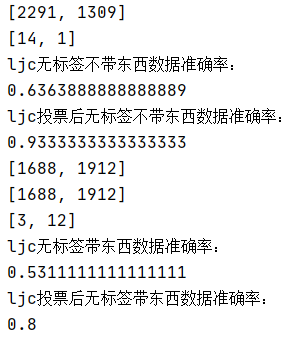 [2291, 1309]
[14, 1]
ljc无标签不带东西数据准确率：
0.6363888888888889
ljc投票后无标签不带东西数据准确率：
0.9333333333333333
[1688, 1912]
[1688, 1912]
[3, 12]
ljc无标签带东西数据准确率：
0.5311111111111111
ljc投票后无标签带东西数据准确率：
0.8